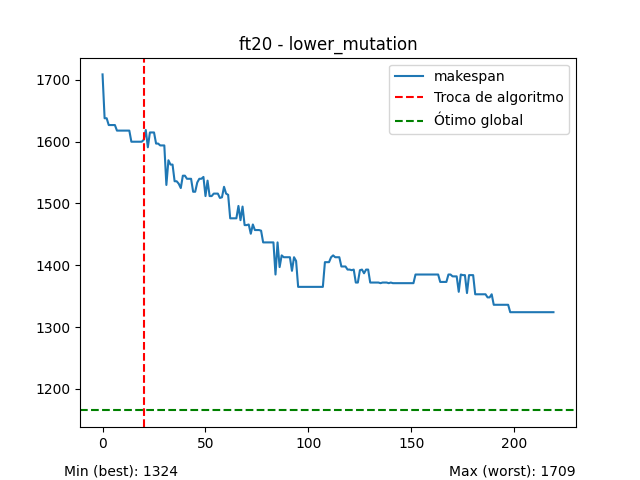 ft20 - lower_mutation
makespan
Troca de algoritmo
Ótimo global
1700
1600
1500
1400
1300
1200
0 50 100 150 200
Min (best): 1324 Max (worst): 1709